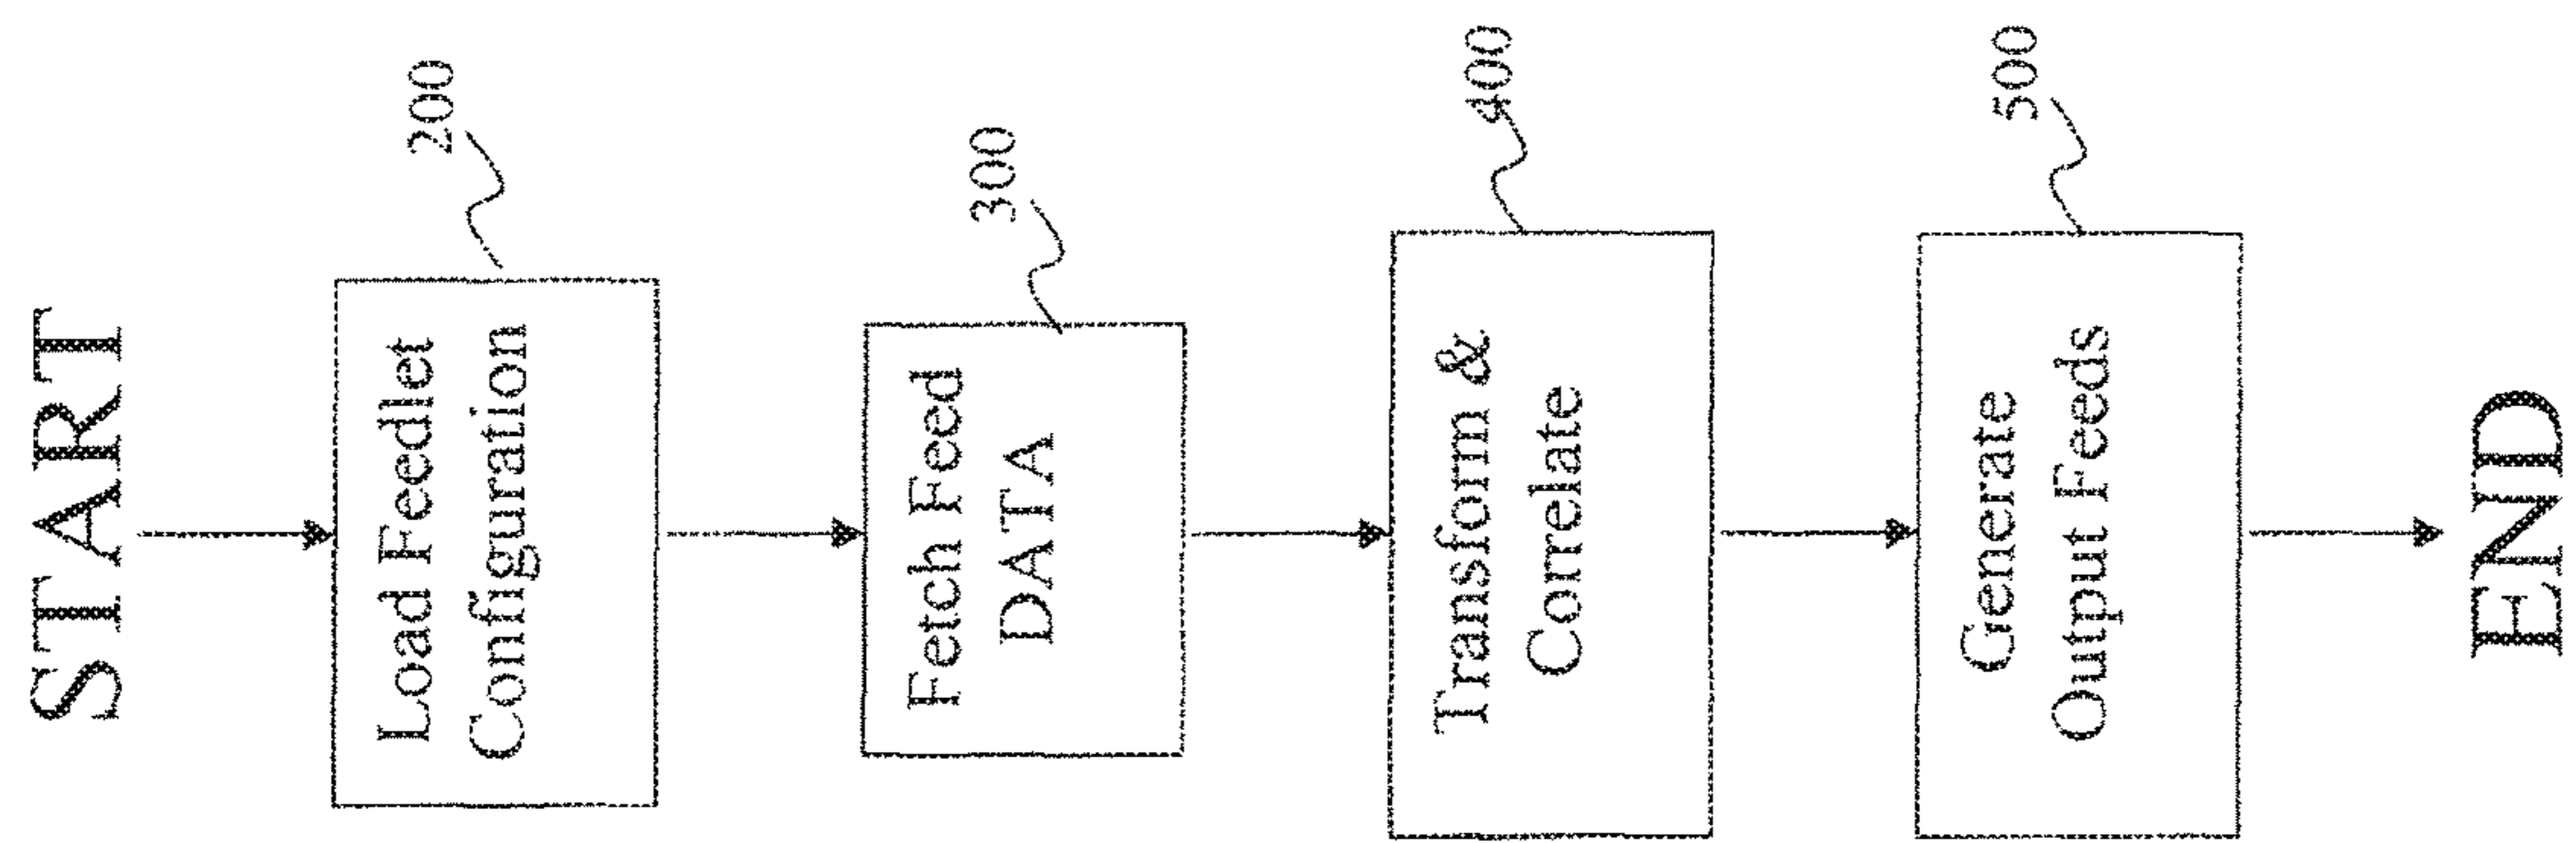 START
200
Load Feedlet
Configuration
300
Fetch Feed
DATA
400
Transform &
Correlate
500
Generate
Output Feeds
END